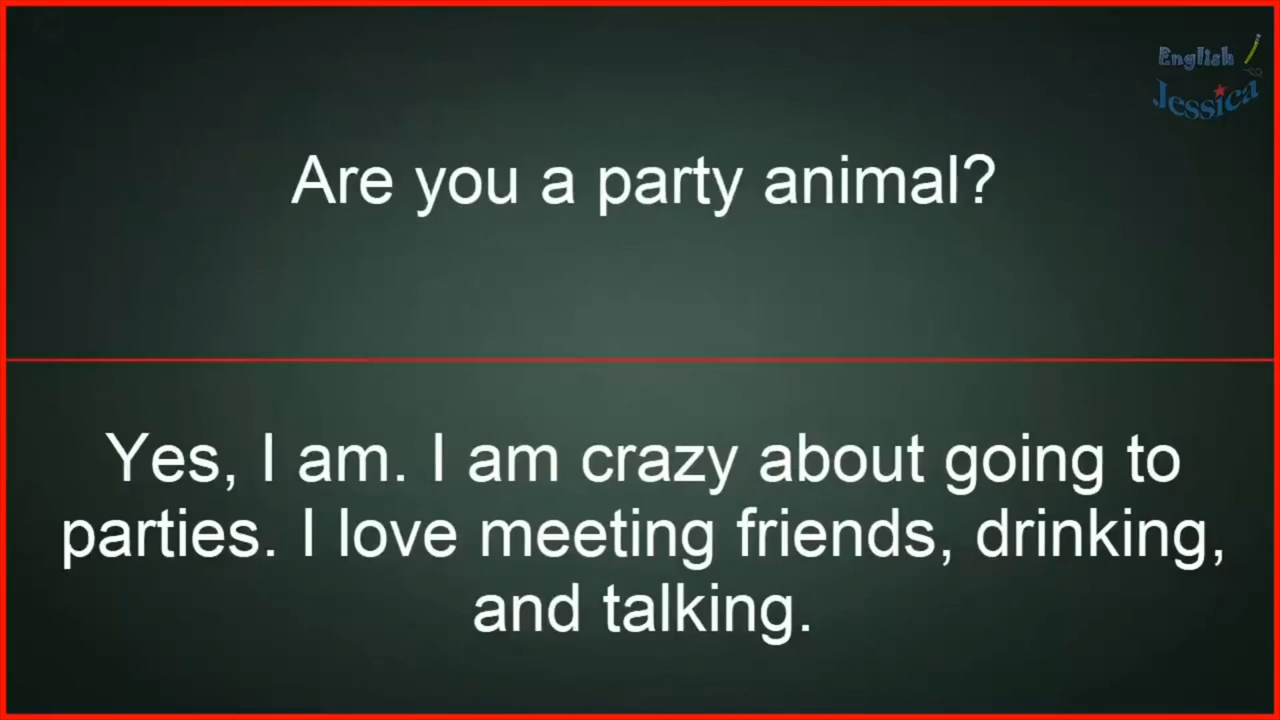 English
Jessica
Are you a party animal?
Yes, I am. I am crazy about going to
parties. I love meeting friends, drinking,
and talking.